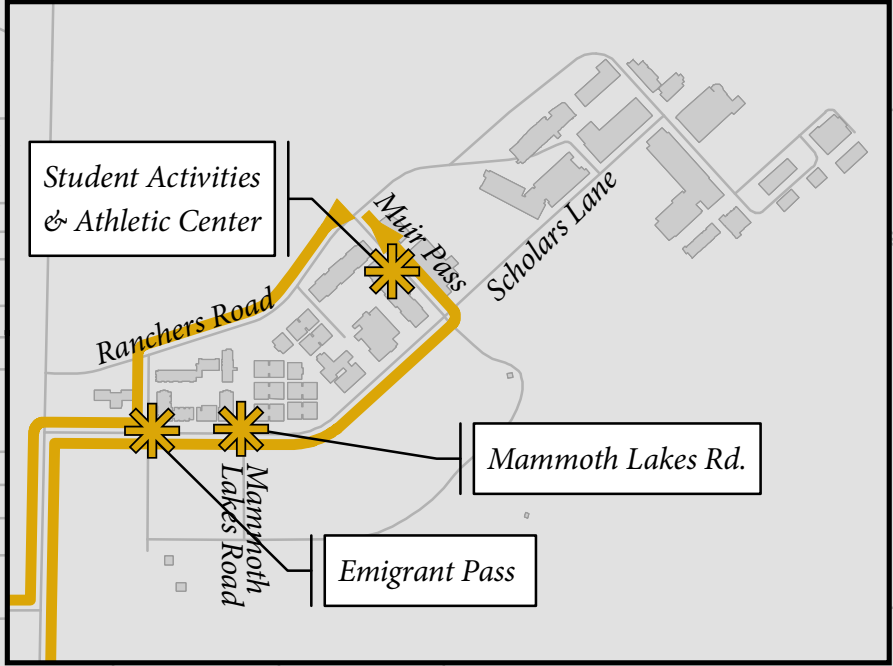 Student Activities
& Athletic Center
Muir Pass
Scholars Lane
Ranchers Road
Mammoth Lakes Rd.
Mammoth
Lakes Road
Emigrant Pass